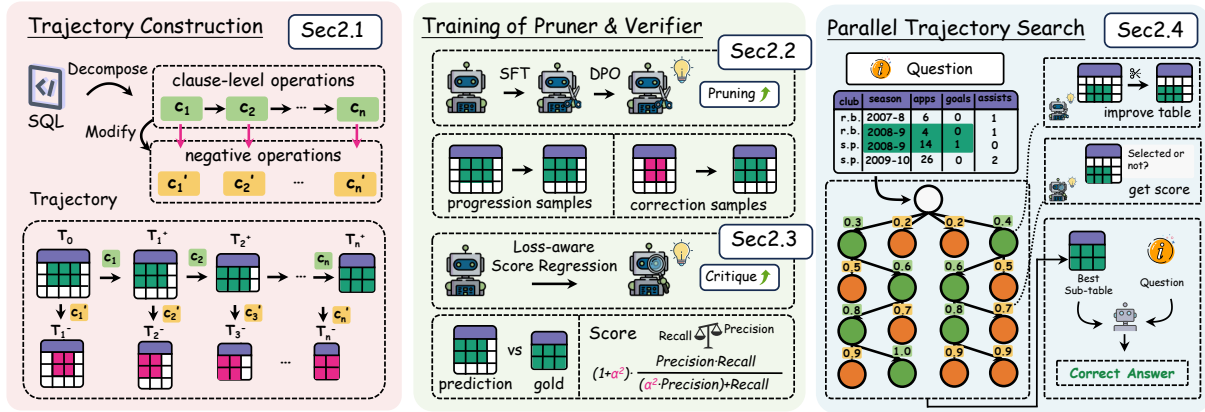 Trajectory Construction
Sec2.1
Decompose
SQL
Modify
clause-level operations
c1 c2 ... cn
negative operations
c1' c2' ... cn'
Trajectory
T0 T1+ T2+ Tn+
c1 c2 ... cn
c1' c2' c3' cn'
T1- T2- T3- Tn-
...
Training of Pruner & Verifier
Sec2.2
SFT DPO
Pruning
progression samples
correction samples
Sec2.3
Loss-aware
Score Regression
Critique
prediction vs gold
Score
Recall Precision
(1+α²)· Precision·Recall
(α²·Precision)+Recall
Parallel Trajectory Search
Sec2.4
Question
club season apps goals assists
r.b. 2007-8 6 0 1
r.b. 2008-9 4 0 1
s.p. 2008-9 14 1 0
s.p. 2009-10 26 0 2
improve table
Selected or
not?
get score
0.3 0.2 0.2 0.4
0.5 0.6 0.6 0.5
0.8 0.7 0.8 0.7
0.9 1.0 0.9 0.9
Best
Sub-table
Question
Correct Answer